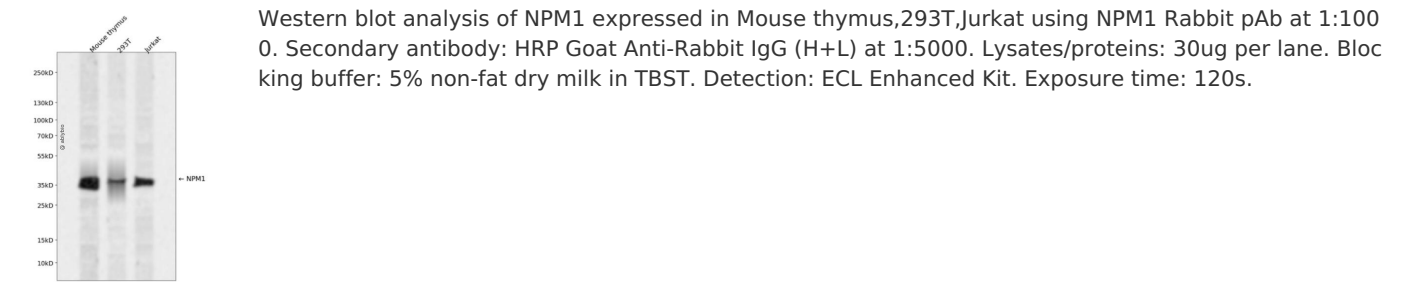 Mouse thymus
293T
Jurkat
250kD
130kD
100kD
70kD
55kD
35kD
25kD
15kD
10kD
@ ablybio
← NPM1
Western blot analysis of NPM1 expressed in Mouse thymus,293T,Jurkat using NPM1 Rabbit pAb at 1:100
0. Secondary antibody: HRP Goat Anti-Rabbit IgG (H+L) at 1:5000. Lysates/proteins: 30ug per lane. Bloc
king buffer: 5% non-fat dry milk in TBST. Detection: ECL Enhanced Kit. Exposure time: 120s.